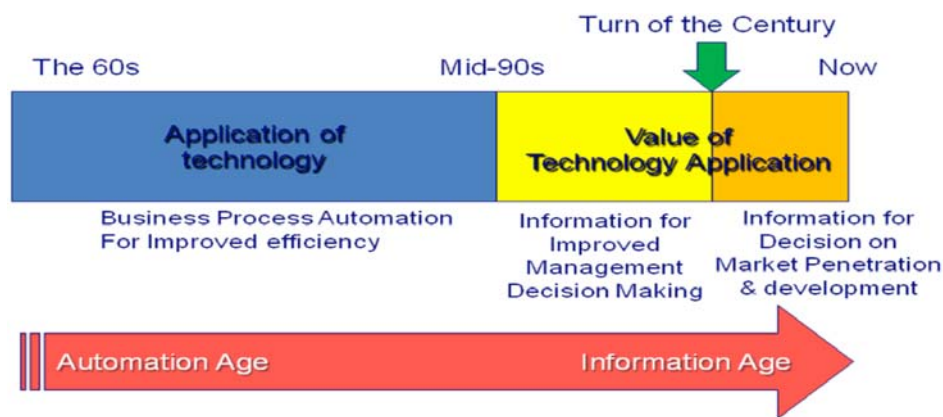 Turn of the Century
The 60s
Mid-90s
Now
Application of
technology
Value of
Technology Application
Business Process Automation
For Improved efficiency
Information for
Improved
Management
Decision Making
Information for
Decision on
Market Penetration
& development
Automation Age
Information Age